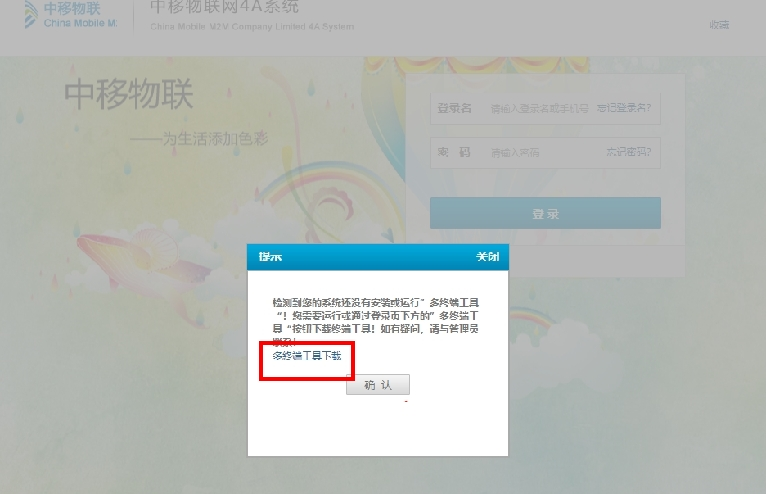 中移物联
China Mobile M
中移物联网4A系统
China Mobile M2M Company Limited 4A System
收藏
中移物联
——为生活添加色彩
登录名 请输入登录名或手机号 忘记登录名?
密 码 请输入密码 忘记密码?
登 录
提示 关闭
检测到您的系统还没有安装或运行”多终端工具
“！您需要运行或通过登录页下方的”多终端工
具“按钮下载终端工具！如有疑问，请与管理员
联系！
多终端工具下载
确 认